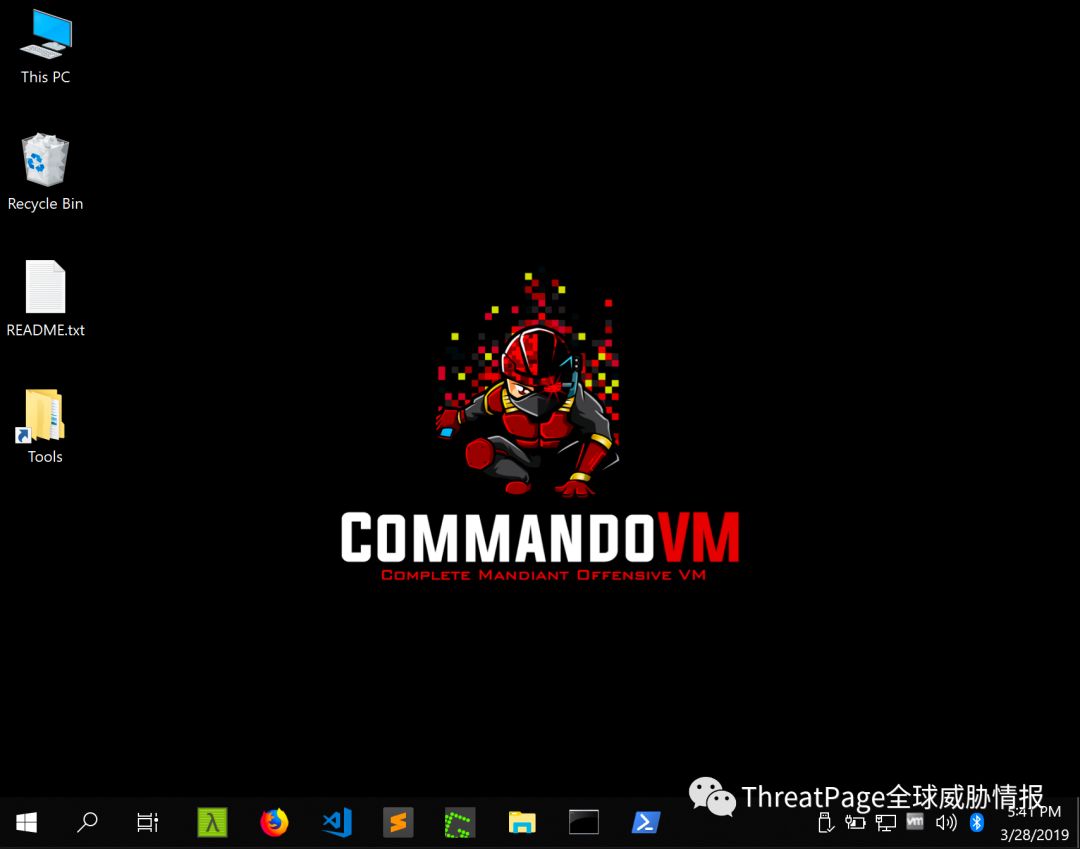 This PC
Recycle Bin
README.txt
Tools
COMMANDOVM
COMPLETE MANDIANT OFFENSIVE VM
ThreatPage全球威胁情报
5:41 PM
3/28/2019
vm